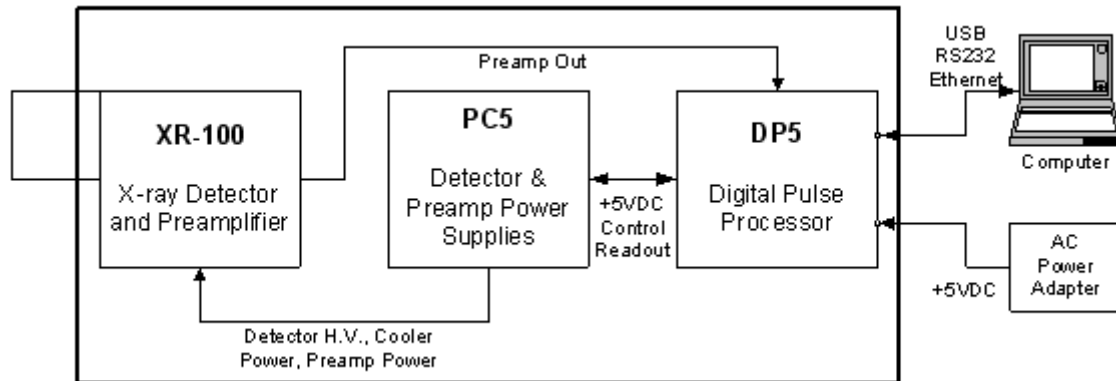 USB
RS232
Ethernet
Preamp Out
XR-100
X-ray Detector
and Preamplifier
PC5
Detector &
Preamp Power
Supplies
+5VDC
Control
Readout
DP5
Digital Pulse
Processor
Computer
AC
Power
Adapter
+5VDC
Detector H.V., Cooler
Power, Preamp Power